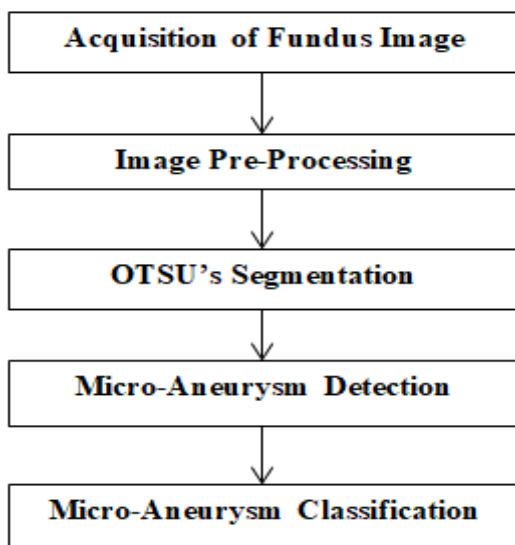 Acquisition of Fundus Image
Image Pre-Processing
OTSU’s Segmentation
Micro-Aneurysm Detection
Micro-Aneurysm Classification